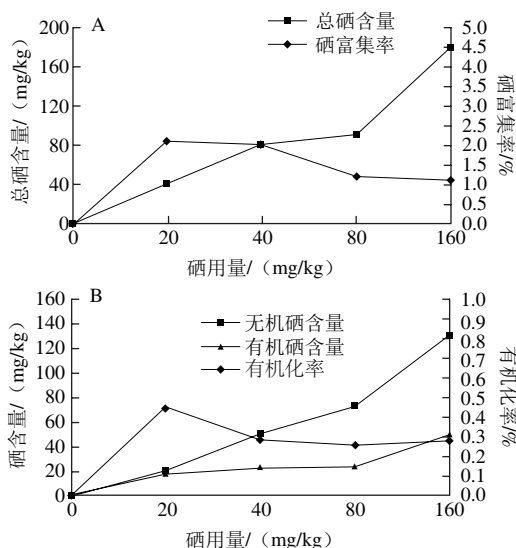 A
总硒含量
硒富集率
总硒含量/（mg/kg）
200
160
120
80
40
0
5.0
4.5
4.0
3.5
3.0
2.5
2.0
1.5
1.0
0.5
0.0
硒富集率/%
0 20 40 80 160
硒用量/（mg/kg）
B
无机硒含量
有机硒含量
有机化率
硒含量/（mg/kg）
160
140
120
100
80
60
40
20
0
1.0
0.9
0.8
0.7
0.6
0.5
0.4
0.3
0.2
0.1
0.0
有机化率/%
0 20 40 80 160
硒用量/（mg/kg）